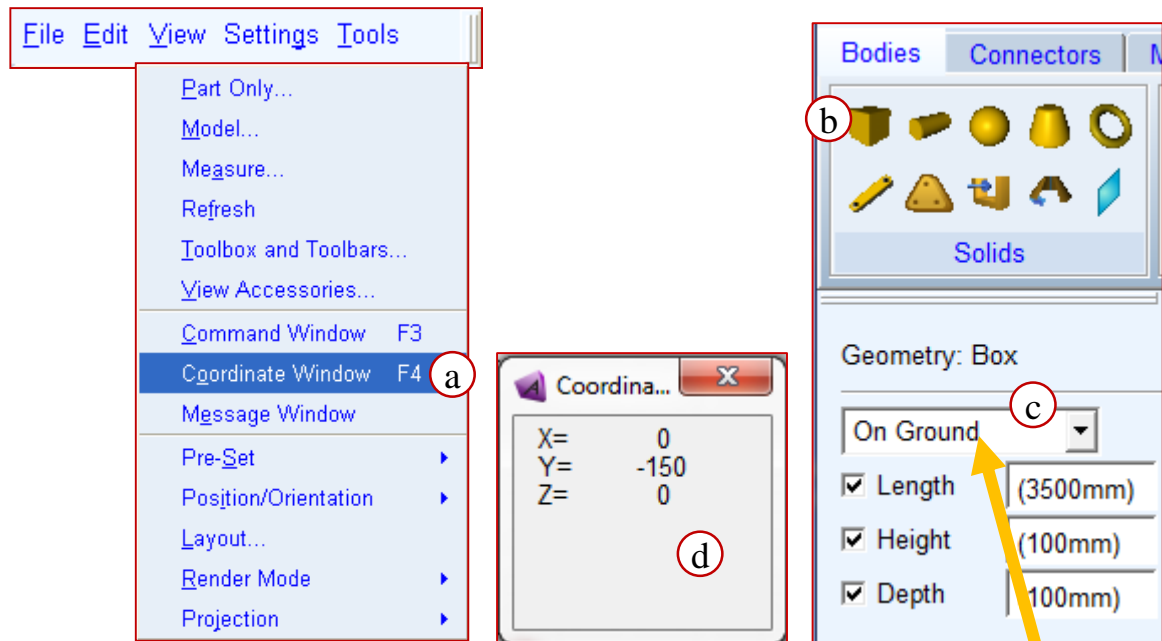 File Edit View Settings Tools
Part Only...
Model...
Measure...
Refresh
Toolbox and Toolbars...
View Accessories...
Command Window F3
Coordinate Window F4
a
Message Window
Pre-Set
Position/Orientation
Layout...
Render Mode
Projection
Coordina...
X= 0
Y= -150
Z= 0
d
Bodies Connectors
b
Solids
Geometry: Box
c
On Ground
Length (3500mm)
Height (100mm)
Depth 100mm)